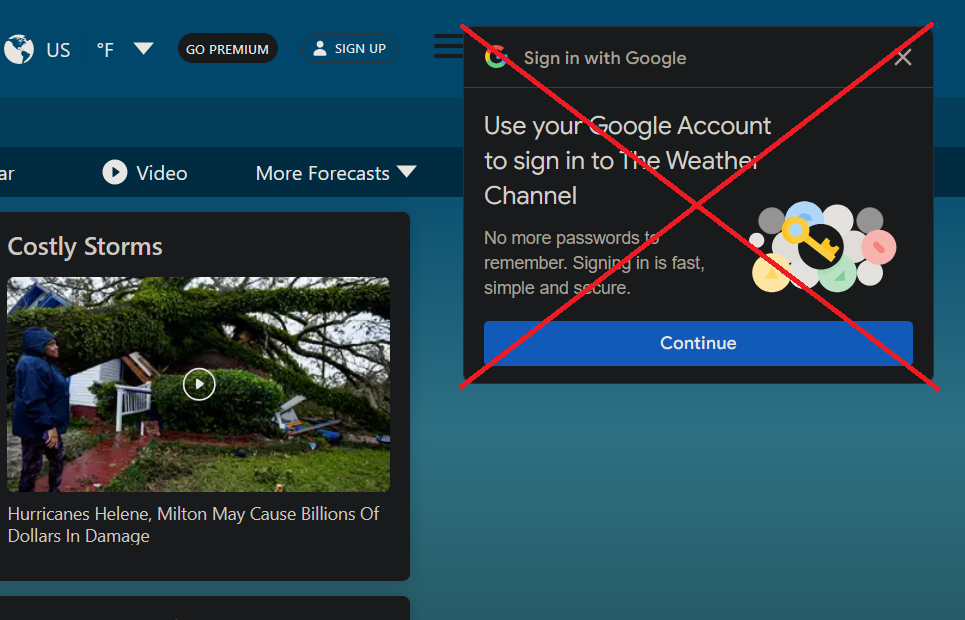 US °F GO PREMIUM SIGN UP
Sign in with Google
Use your Google Account
to sign in to The Weather
Channel
No more passwords to
remember. Signing in is fast,
simple and secure.
Continue
ar Video More Forecasts
Costly Storms
Hurricanes Helene, Milton May Cause Billions Of
Dollars In Damage